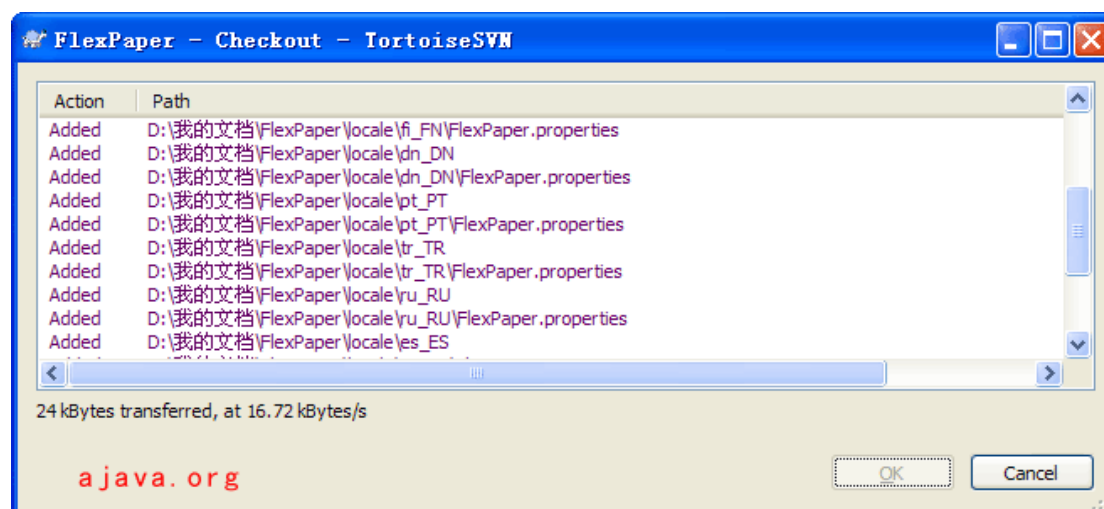 FlexPaper - Checkout - TortoiseSVN
Action Path
Added D:\我的文档\FlexPaper\locale\fi_FN\FlexPaper.properties
Added D:\我的文档\FlexPaper\locale\dn_DN
Added D:\我的文档\FlexPaper\locale\dn_DN\FlexPaper.properties
Added D:\我的文档\FlexPaper\locale\pt_PT
Added D:\我的文档\FlexPaper\locale\pt_PT\FlexPaper.properties
Added D:\我的文档\FlexPaper\locale\tr_TR
Added D:\我的文档\FlexPaper\locale\tr_TR\FlexPaper.properties
Added D:\我的文档\FlexPaper\locale\ru_RU
Added D:\我的文档\FlexPaper\locale\ru_RU\FlexPaper.properties
Added D:\我的文档\FlexPaper\locale\es_ES
24 kBytes transferred, at 16.72 kBytes/s
ajava.org
OK Cancel